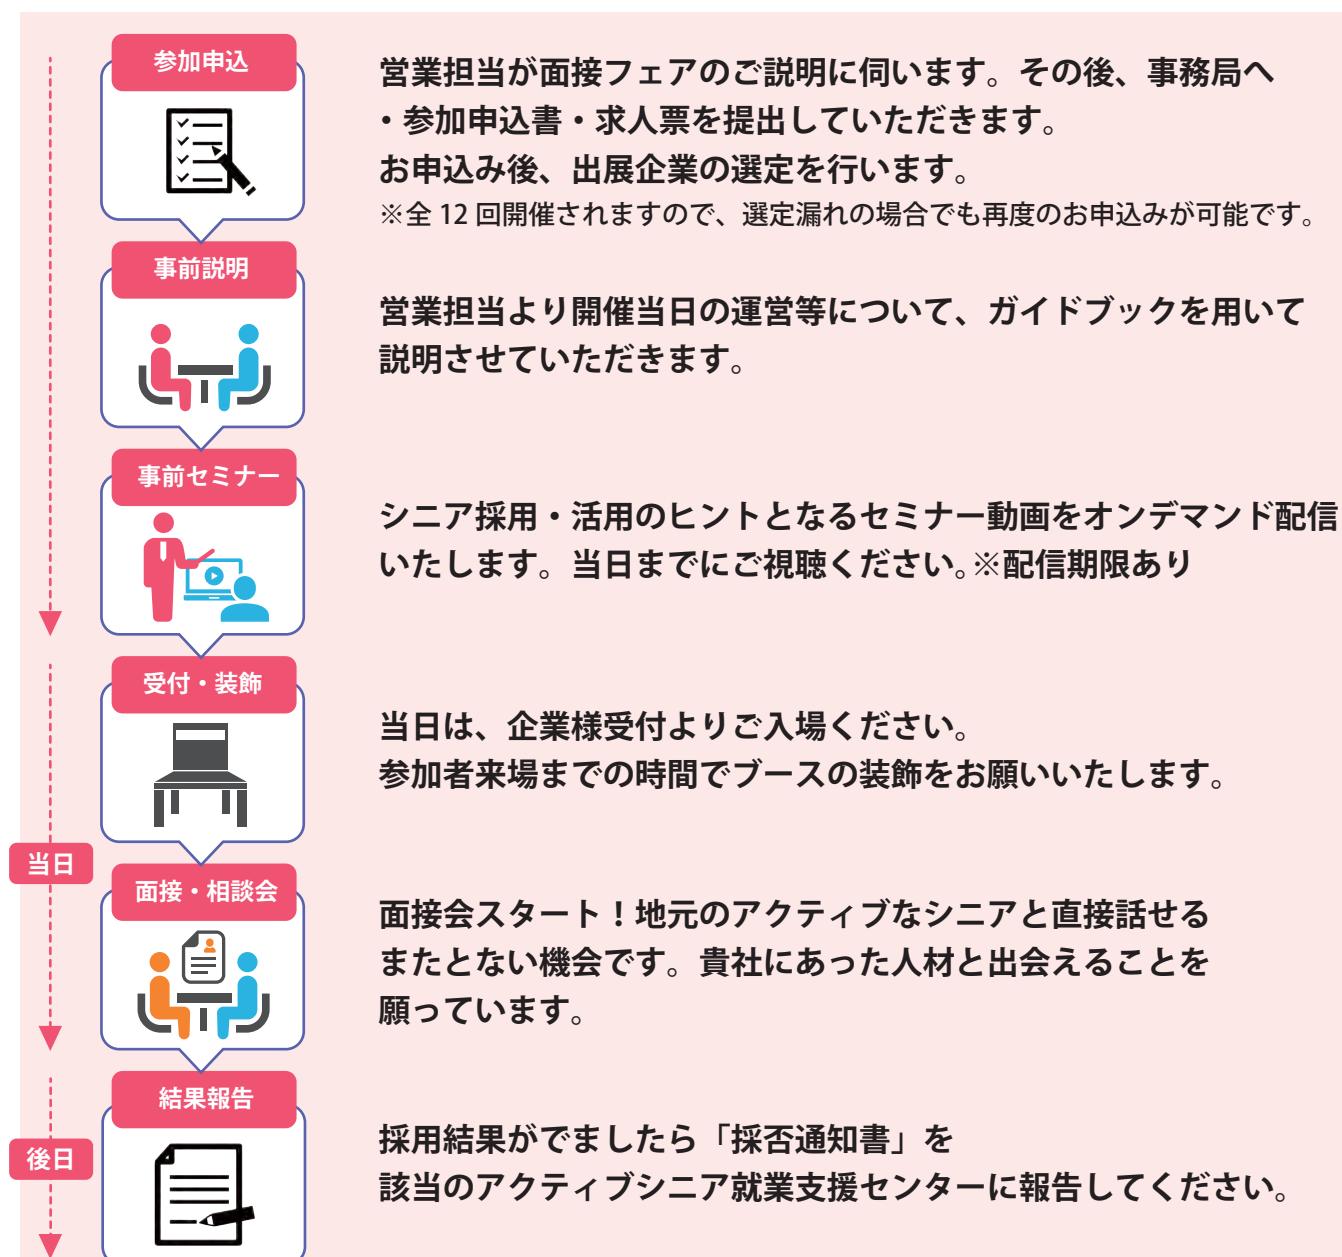 参加申込
営業担当が面接フェアのご説明に伺います。その後、事務局へ
・参加申込書・求人票を提出していただきます。
お申込み後、出展企業の選定を行います。
※全 12 回開催されますので、選定漏れの場合でも再度のお申込みが可能です。
事前説明
営業担当より開催当日の運営等について、ガイドブックを用いて
説明させていただきます。
事前セミナー
シニア採用・活用のヒントとなるセミナー動画をオンデマンド配信
いたします。当日までにご視聴ください。※配信期限あり
受付・装飾
当日は、企業様受付よりご入場ください。
参加者来場までの時間でブースの装飾をお願いいたします。
当日
面接・相談会
面接会スタート！地元のアクティブなシニアと直接話せる
またとない機会です。貴社にあった人材と出会えることを
願っています。
結果報告
後日
採用結果がでましたら「採否通知書」を
該当のアクティブシニア就業支援センターに報告してください。